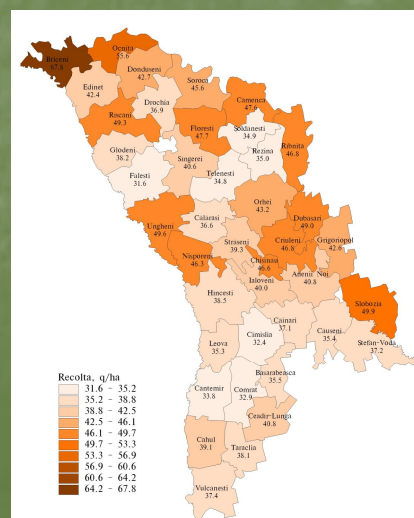 Ocnita
55.6
Briceni
67.8
Donduseni
42.7
Soroca
45.6
Edinet
42.4
Camenca
47.6
Drochia
36.9
Riscani
49.3
Floresti
47.7
Soldanesti
34.9
Ribnita
46.8
Glodeni
38.2
Rezina
35.0
Singerei
40.6
Telenesti
34.8
Falesti
31.6
Orhei
43.2
Dubasari
49.0
Calarasi
36.6
Ungheni
49.6
Criuleni
46.8
Grigoriopol
42.6
Straseni
39.3
Nisporeni
46.3
Chisinau
46.6
Anenii Noi
40.8
Ialoveni
40.0
Slobozia
49.9
Hincesti
38.5
Cainari
37.1
Causeni
35.4
Cimislia
32.4
Stefan-Voda
37.2
Leova
35.3
Basarabeasca
35.5
Cantemir
33.8
Comrat
32.9
Ceadir-Lunga
40.8
Cahul
39.1
Taraclia
38.1
Vulcanesti
37.4
Recolta, q/ha
31.6 - 35.2
35.2 - 38.8
38.8 - 42.5
42.5 - 46.1
46.1 - 49.7
49.7 - 53.3
53.3 - 56.9
56.9 - 60.6
60.6 - 64.2
64.2 - 67.8